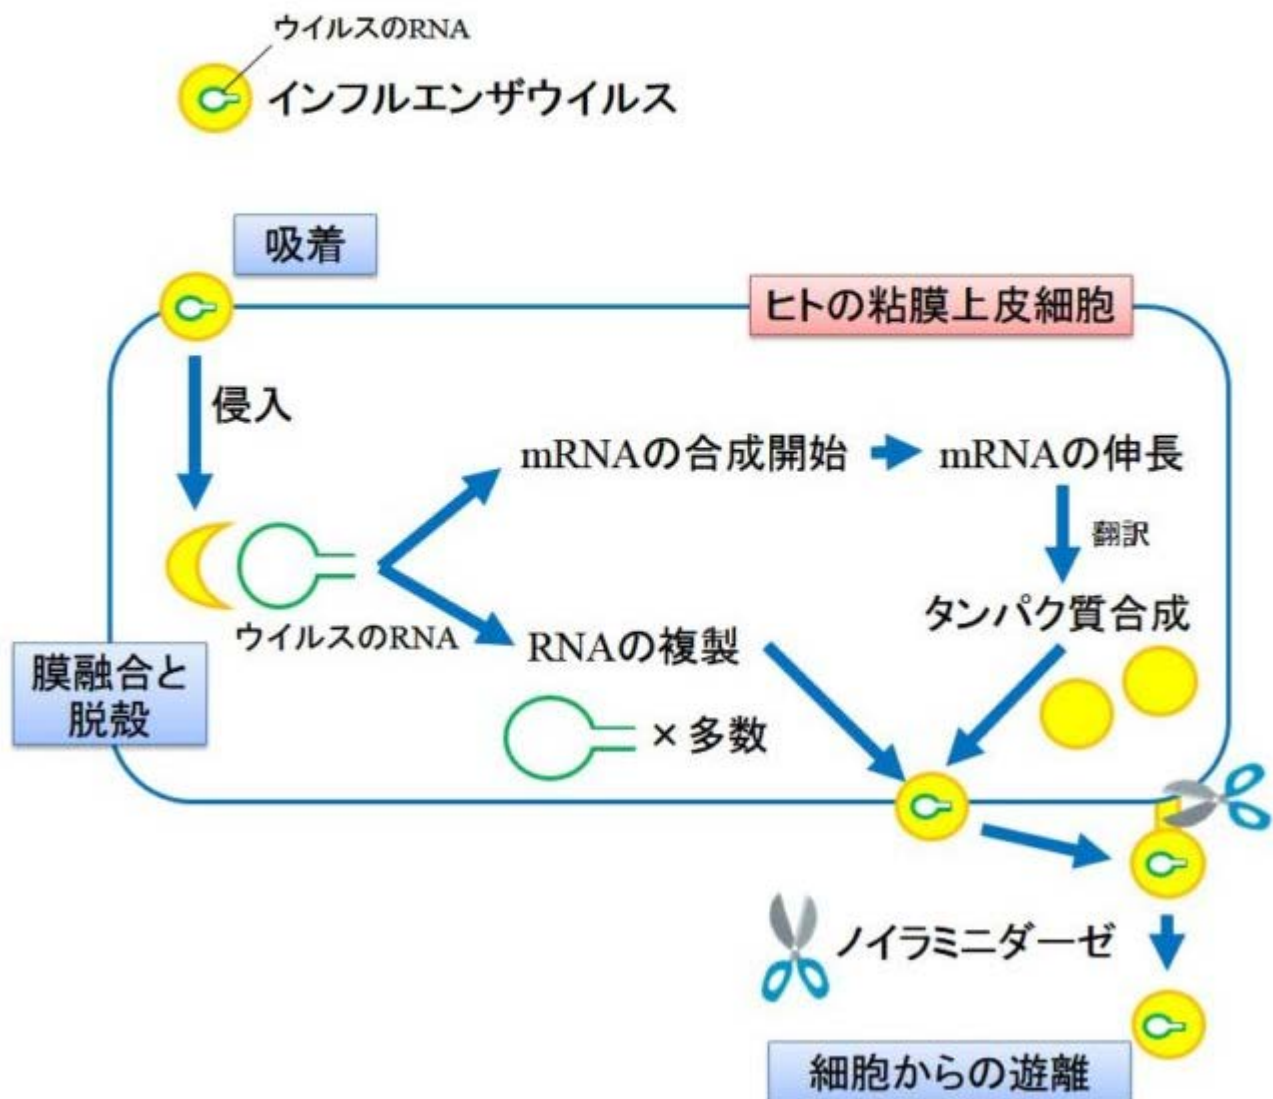 ウイルスのRNA
インフルエンザウイルス
吸着
ヒトの粘膜上皮細胞
侵入
mRNAの合成開始
mRNAの伸長
翻訳
タンパク質合成
ウイルスのRNA
RNAの複製
膜融合と
脱殻
×多数
ノイラミニダーゼ
細胞からの遊離